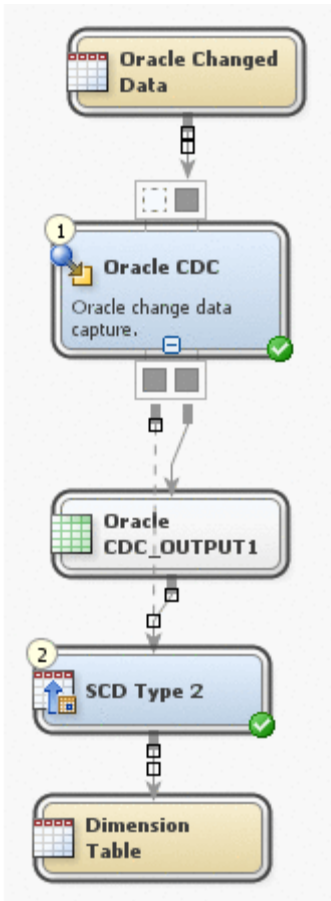 Oracle Changed
Data
1
Oracle CDC
Oracle change data
capture.
Oracle
CDC_OUTPUT1
2
SCD Type 2
Dimension
Table